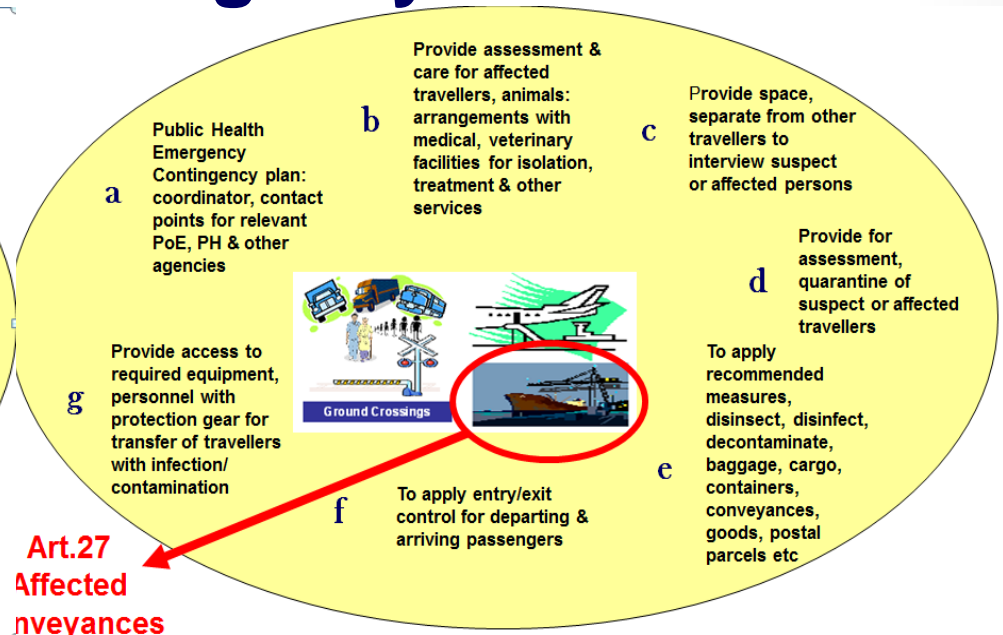 a
Public Health
Emergency
Contingency plan:
coordinator, contact
points for relevant
PoE, PH & other
agencies
b
Provide assessment &
care for affected
travellers, animals:
arrangements with
medical, veterinary
facilities for isolation,
treatment & other
services
c
Provide space,
separate from other
travellers to
interview suspect
or affected persons
d
Provide for
assessment,
quarantine of
suspect or affected
travellers
e
To apply
recommended
measures,
disinsect, disinfect,
decontaminate,
baggage, cargo,
containers,
conveyances,
goods, postal
parcels etc
f
To apply entry/exit
control for departing &
arriving passengers
g
Provide access to
required equipment,
personnel with
protection gear for
transfer of travellers
with infection/
contamination
Ground Crossings
Art.27
Affected
nveyances